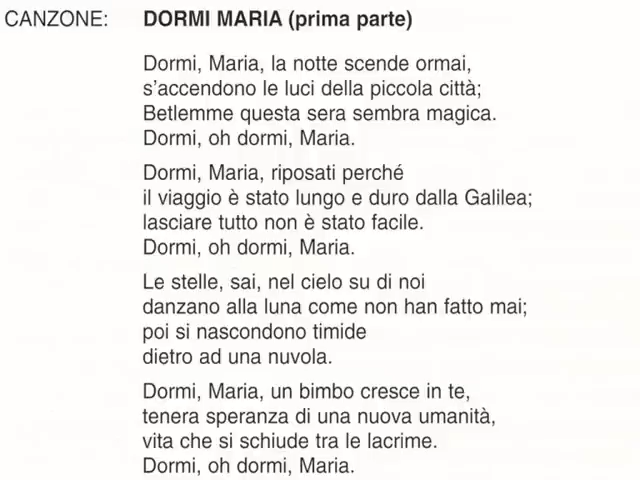 CANZONE: DORMI MARIA (prima parte)
Dormi, Maria, la notte scende ormai,
s'accendono le luci della piccola città;
Betlemme questa sera sembra magica.
Dormi, oh dormi, Maria.
Dormi, Maria, riposati perché
il viaggio è stato lungo e duro dalla Galilea;
lasciare tutto non è stato facile.
Dormi, oh dormi, Maria.
Le stelle, sai, nel cielo su di noi
danzano alla luna come non han fatto mai;
poi si nascondono timide
dietro ad una nuvola.
Dormi, Maria, un bimbo cresce in te,
tenera speranza di una nuova umanità,
vita che si schiude tra le lacrime.
Dormi, oh dormi, Maria.